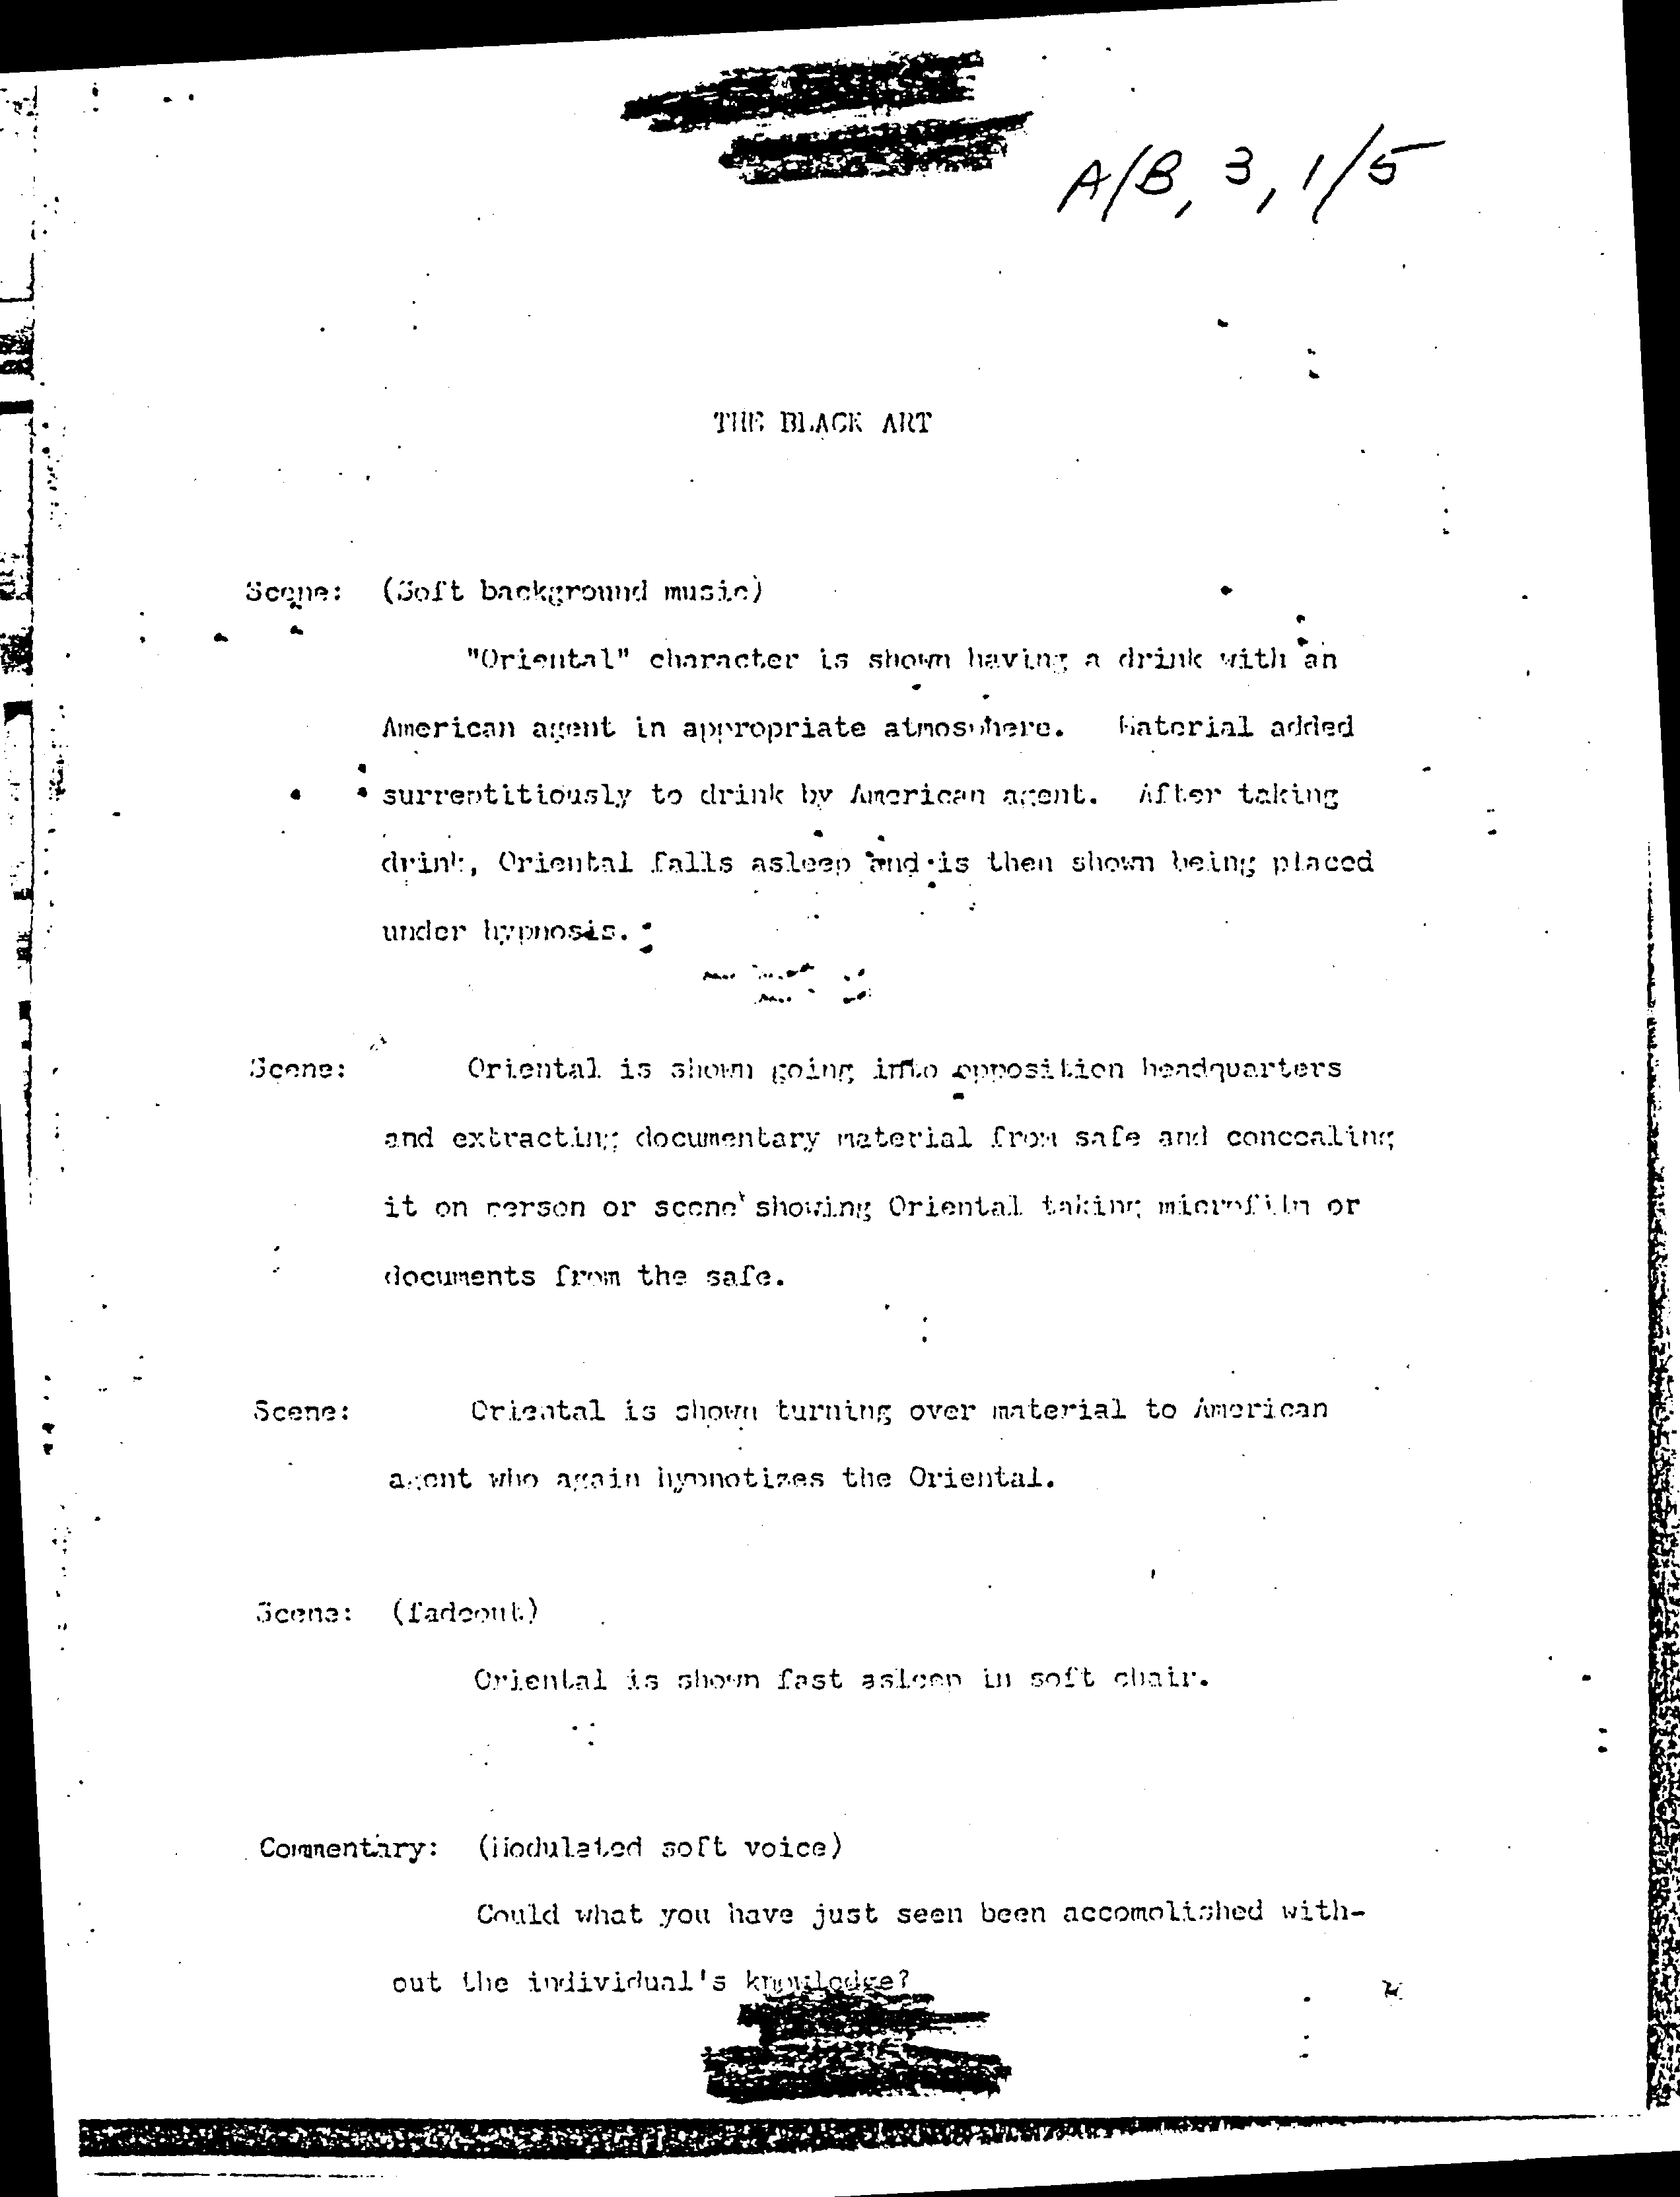 A/B, 3, 1/5
THE BLACK ART
Scene: (Soft background music)
"Oriental" character is shown having a drink with an
American agent in appropriate atmosphere. Material added
surreptitiously to drink by American agent. After taking
drink, Oriental falls asleep and is then shown being placed
under hypnosis.
Scene: Oriental is shown going into opposition headquarters
and extracting documentary material from safe and concealing
it on person or scene showing Oriental taking microfilm or
documents from the safe.
Scene: Oriental is shown turning over material to American
agent who again hypnotizes the Oriental.
Scene: (fadeout)
Oriental is shown fast asleep in soft chair.
Commentary: (Modulated soft voice)
Could what you have just seen been accomplished with-
out the individual's knowledge?